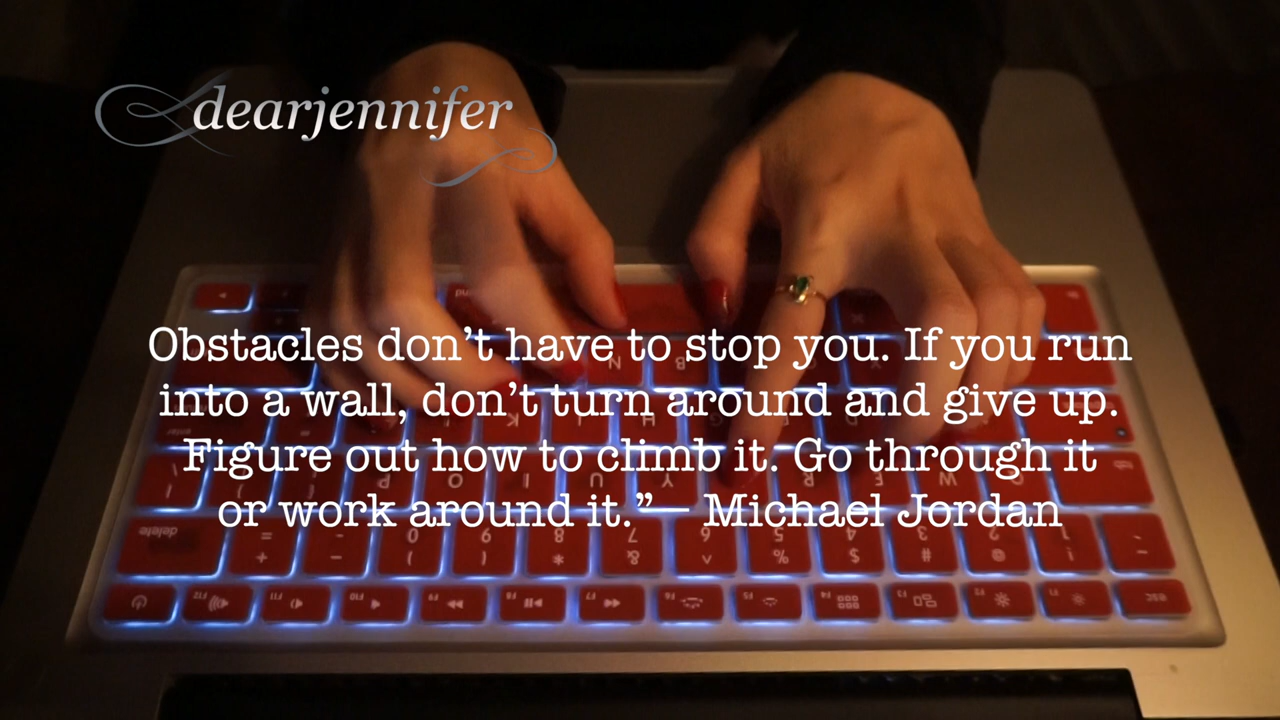 dearjennifer
Obstacles don’t have to stop you. If you run
into a wall, don’t turn around and give up.
Figure out how to climb it. Go through it
or work around it.”— Michael Jordan